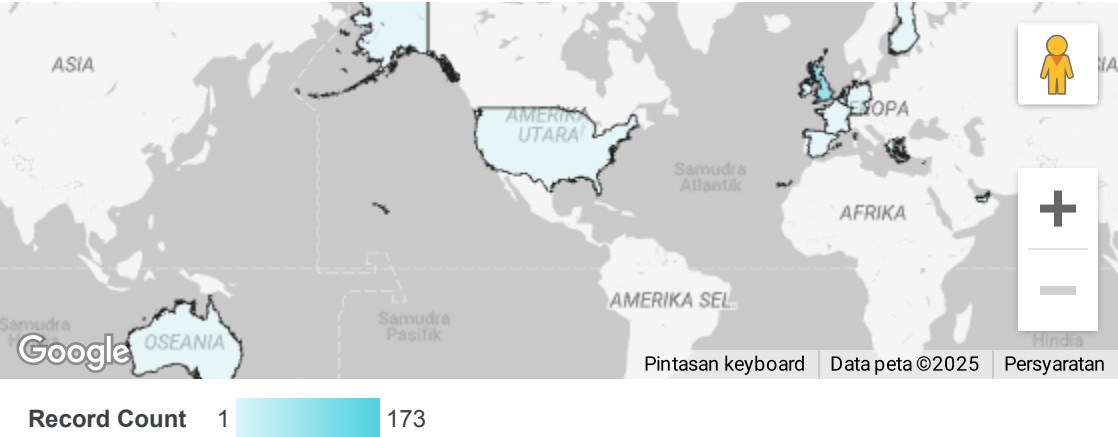 ASIA
AMERIKA
UTARA
EROPA
Samudra
Atlantik
AFRIKA
AMERIKA SEL.
Samudra
OSEANIA
Samudra
Pasifik
Hindia
Google
Pintasan keyboard
Data peta ©2025
Persyaratan
Record Count 1 173